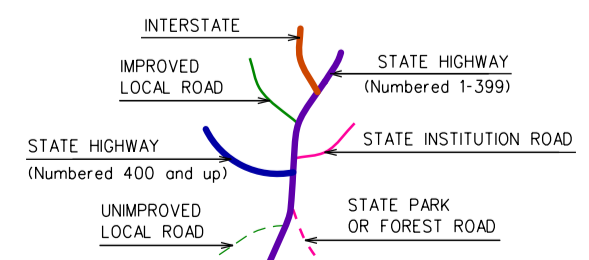 INTERSTATE
STATE HIGHWAY
(Numbered 1-399)
IMPROVED
LOCAL ROAD
STATE INSTITUTION ROAD
STATE HIGHWAY
(Numbered 400 and up)
STATE PARK
OR FOREST ROAD
UNIMPROVED
LOCAL ROAD